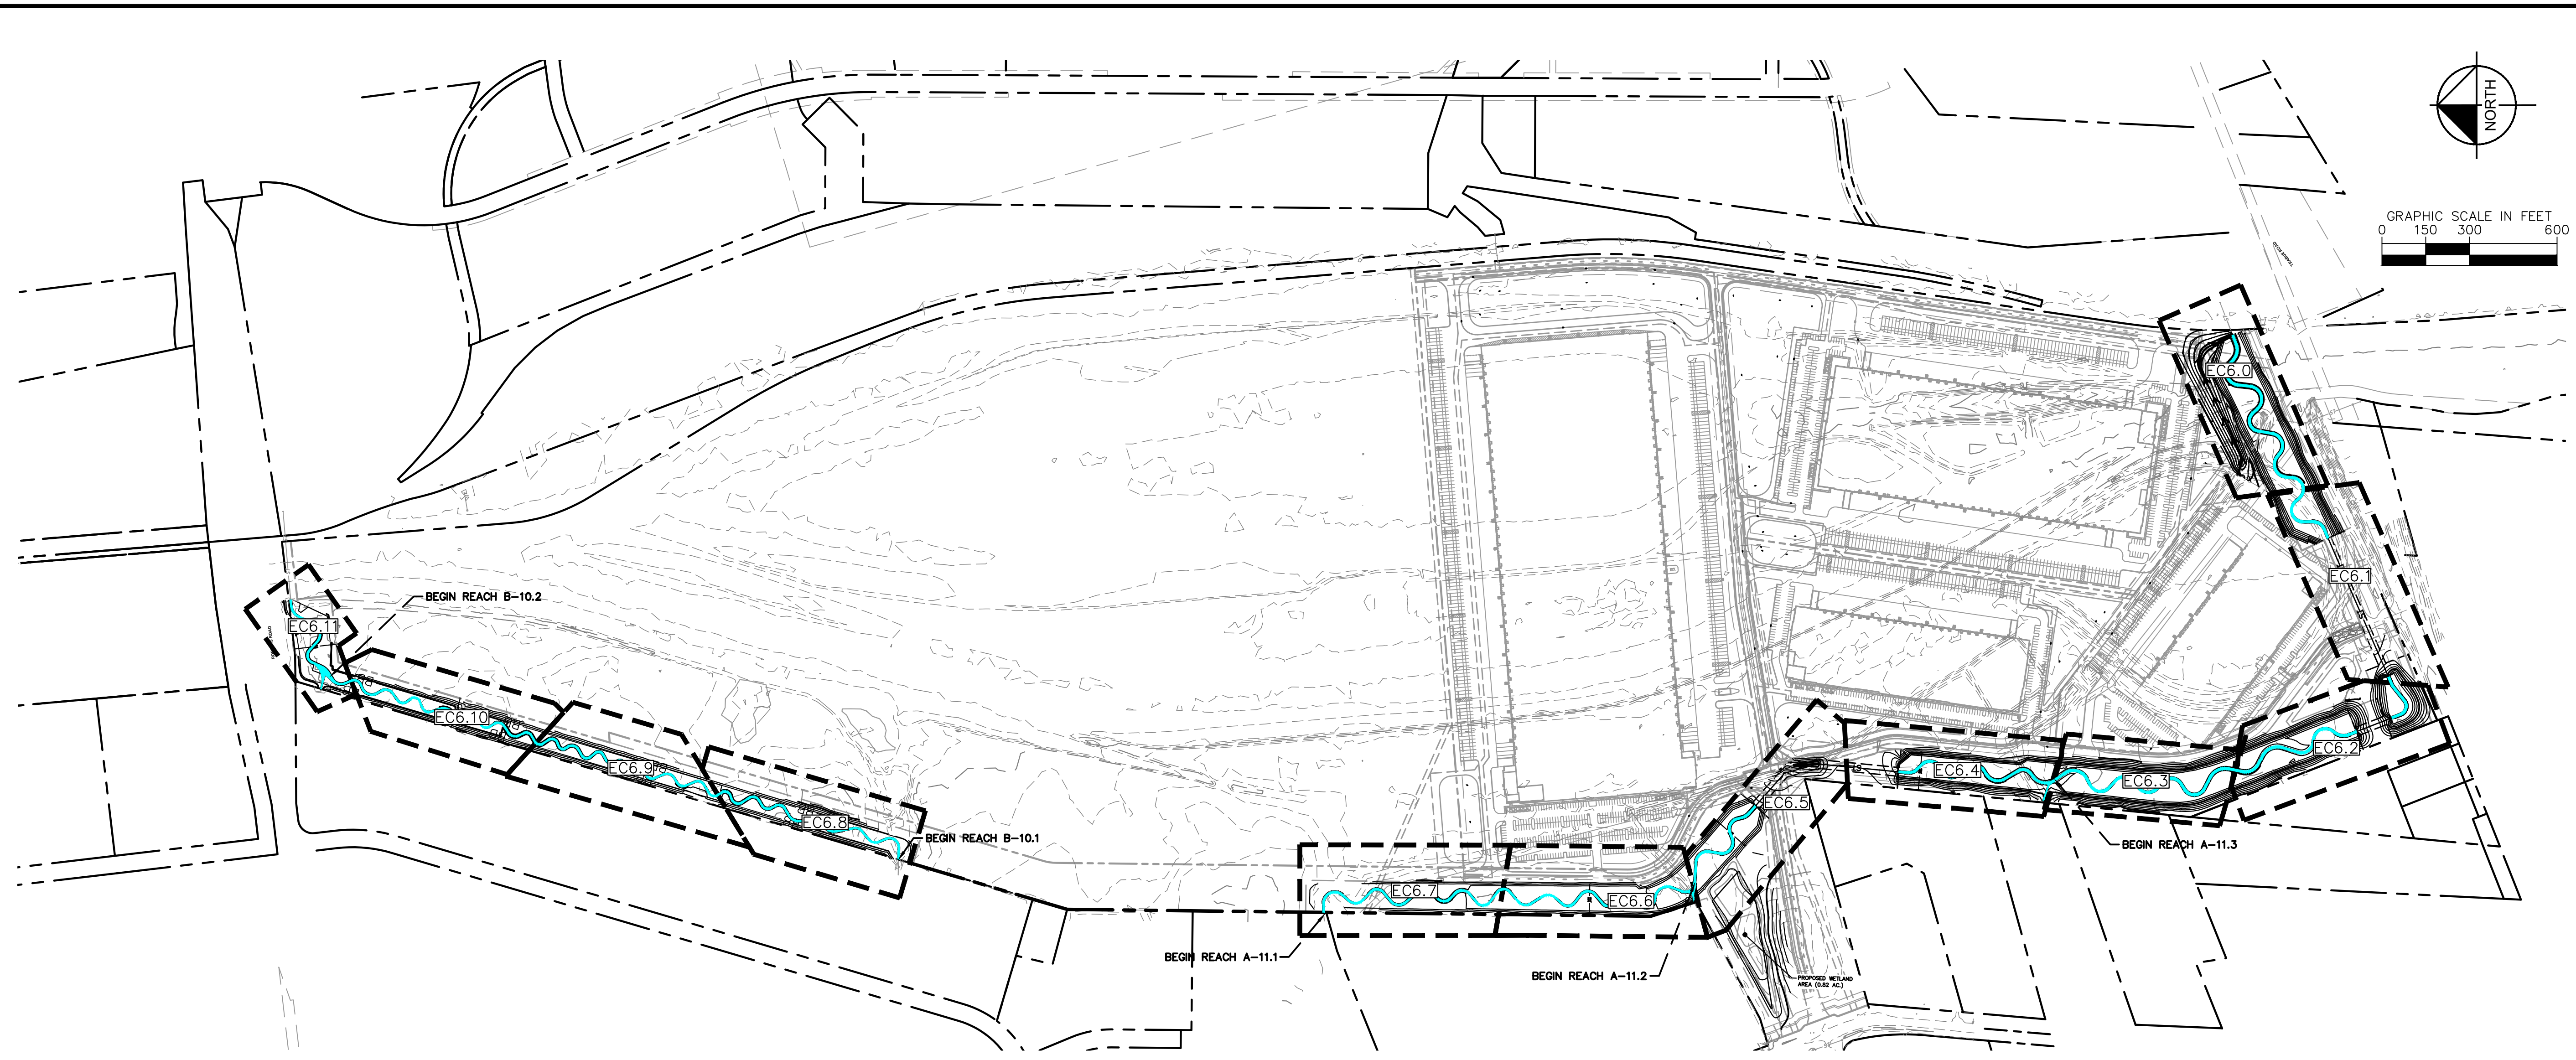 NORTH
GRAPHIC SCALE IN FEET
0 150 300 600
EC6.0
EC6.1
BEGIN REACH B-10.2
EC6.11
EC6.10
EC6.9
EC6.8
BEGIN REACH B-10.1
EC6.2
EC6.3
EC6.4
EC6.5
BEGIN REACH A-11.3
EC6.7
EC6.6
BEGIN REACH A-11.1
BEGIN REACH A-11.2
PROPOSED WETLAND
AREA (0.82 AC.)